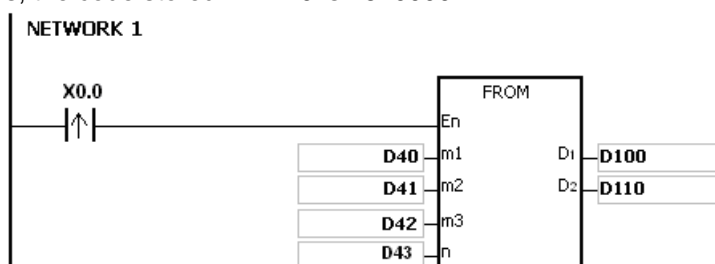 NETWORK 1
X0.0
FROM
En
D40 m1 D1 D100
D41 m2 D2 D110
D42 m3
D43 n